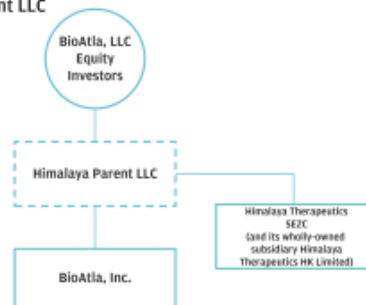 nt LLC
BioAtla, LLC
Equity
Investors
Himalaya Parent LLC
Himalaya Therapeutics
SEZC
(and its wholly-owned
subsidiary Himalaya
Therapeutics HK Limited)
BioAtla, Inc.